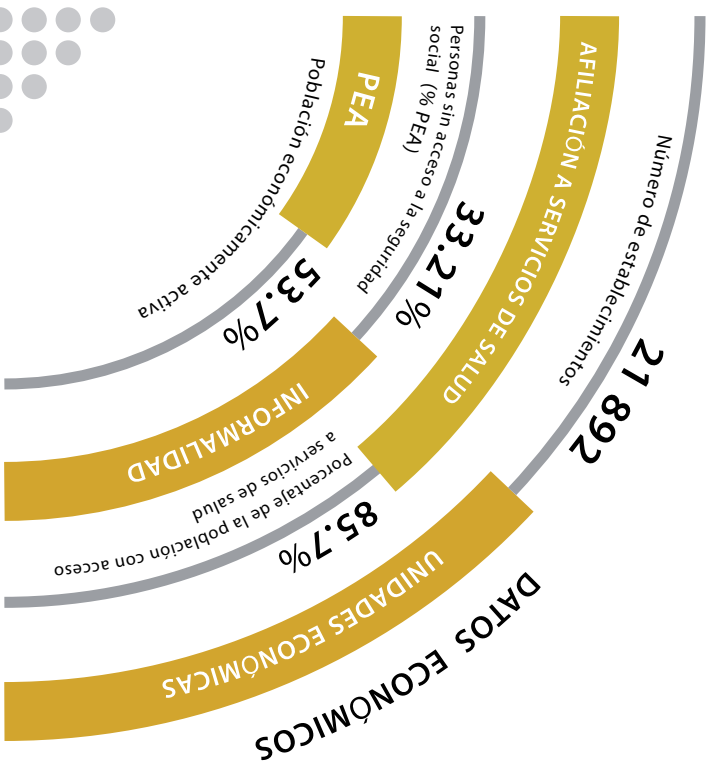 PEA
Población económicamente activa
53.7%
Personas sin acceso a la seguridad
social (% PEA)
33.21%
INFORMALIDAD
AFILIACIÓN A SERVICIOS DE SALUD
Porcentaje de la población con acceso
a servicios de salud
85.7%
Número de establecimientos
21 892
UNIDADES ECONÓMICAS
DATOS ECONÓMICOS